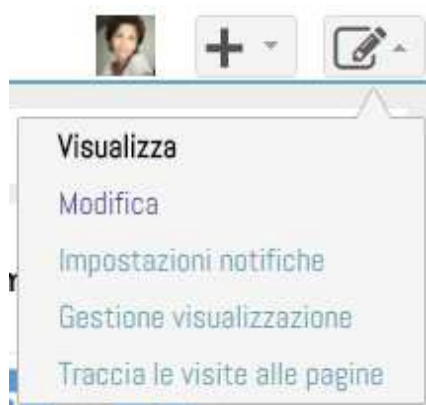 Visualizza
Modifica
Impostazioni notifiche
Gestione visualizzazione
Traccia le visite alle pagine